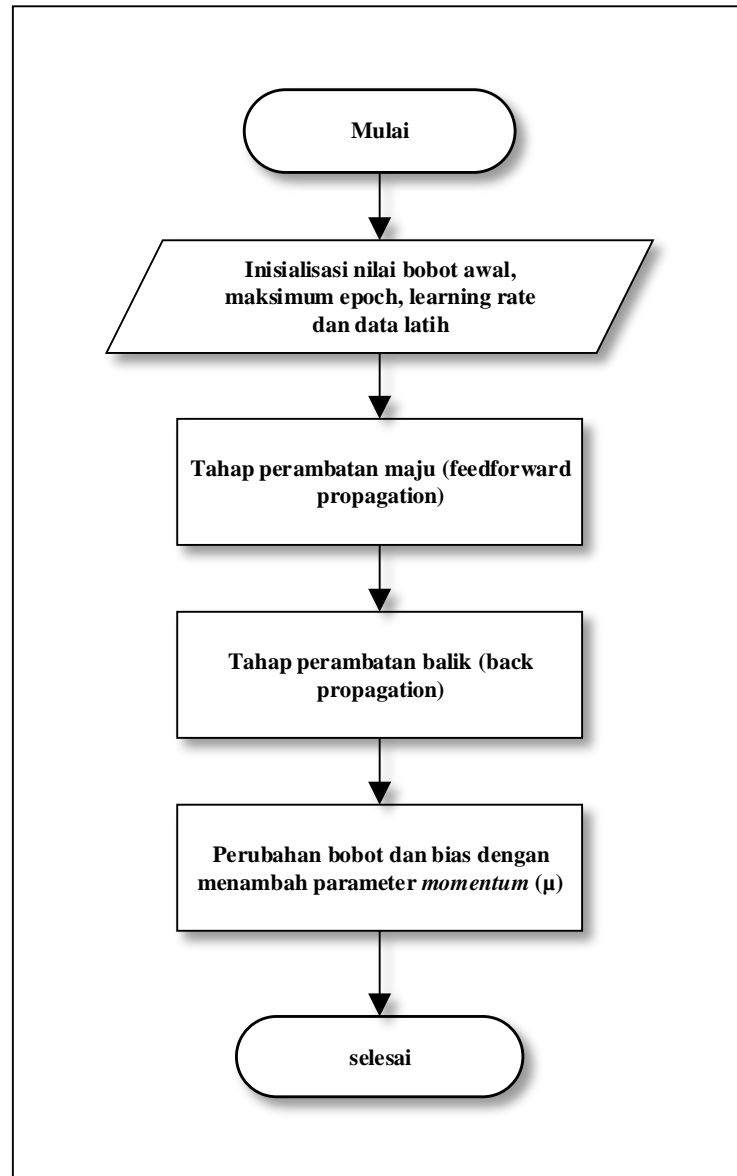 Mulai
Inisialisasi nilai bobot awal,
maksimum epoch, learning rate
dan data latih
Tahap perambatan maju (feedforward
propagation)
Tahap perambatan balik (back
propagation)
Perubahan bobot dan bias dengan
menambah parameter momentum (µ)
selesai